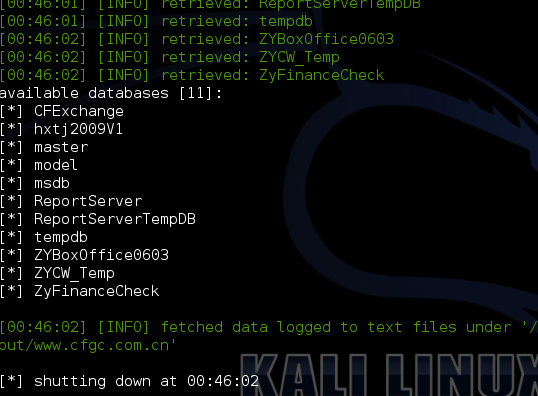 [00:46:01] [INFO] retrieved: ReportServerTempDB
[00:46:01] [INFO] retrieved: tempdb
[00:46:02] [INFO] retrieved: ZYBoxOffice0603
[00:46:02] [INFO] retrieved: ZYCW_Temp
[00:46:02] [INFO] retrieved: ZyFinanceCheck
available databases [11]:
[*] CFExchange
[*] hxtj2009V1
[*] master
[*] model
[*] msdb
[*] ReportServer
[*] ReportServerTempDB
[*] tempdb
[*] ZYBoxOffice0603
[*] ZYCW_Temp
[*] ZyFinanceCheck
[00:46:02] [INFO] fetched data logged to text files under '/
out/www.cfgc.com.cn'
[*] shutting down at 00:46:02
KALI LINUX